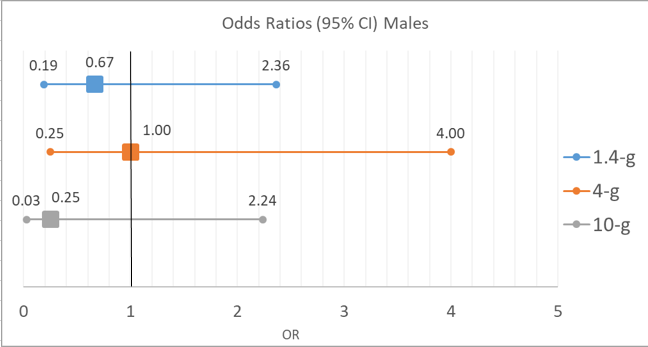 Odds Ratios (95% CI) Males
0.19 0.67 2.36
0.25 1.00 4.00
0.03 0.25 2.24
1.4-g
4-g
10-g
0 1 2 3 4 5
OR